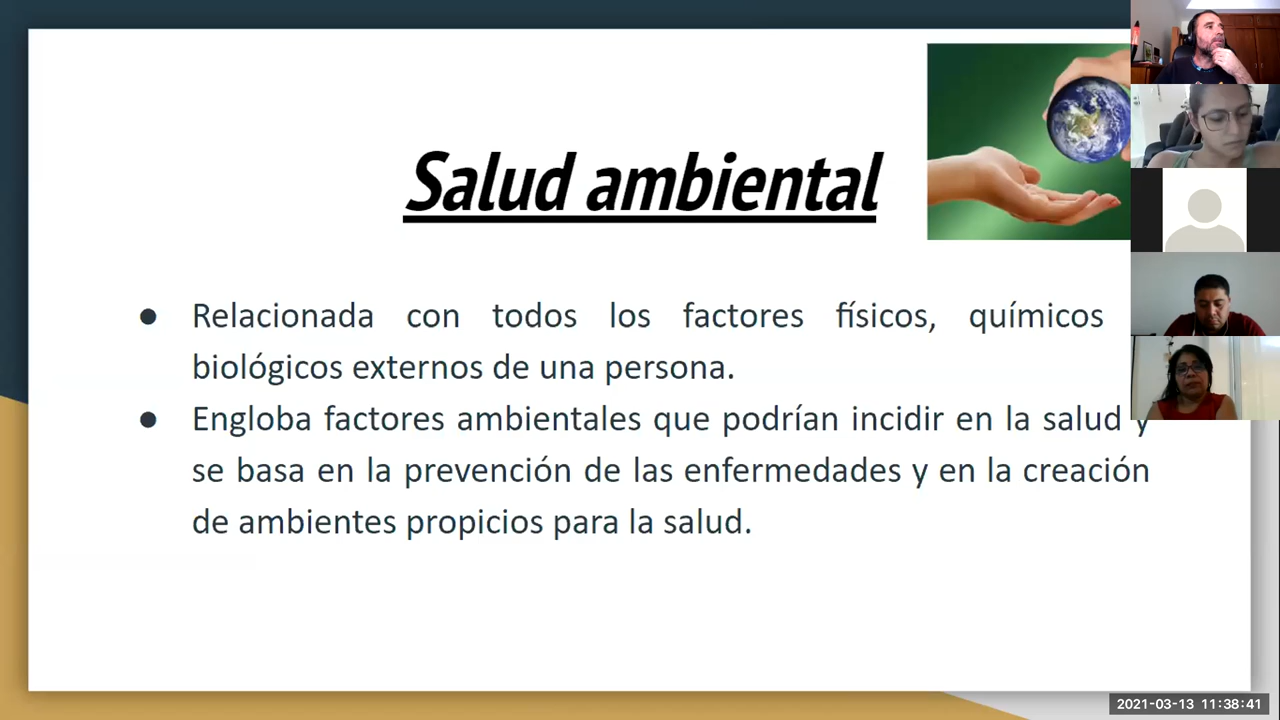 Salud ambiental
● Relacionada con todos los factores físicos, químicos
biológicos externos de una persona.
● Engloba factores ambientales que podrían incidir en la salud y
se basa en la prevención de las enfermedades y en la creación
de ambientes propicios para la salud.
2021-03-13 11:38:41